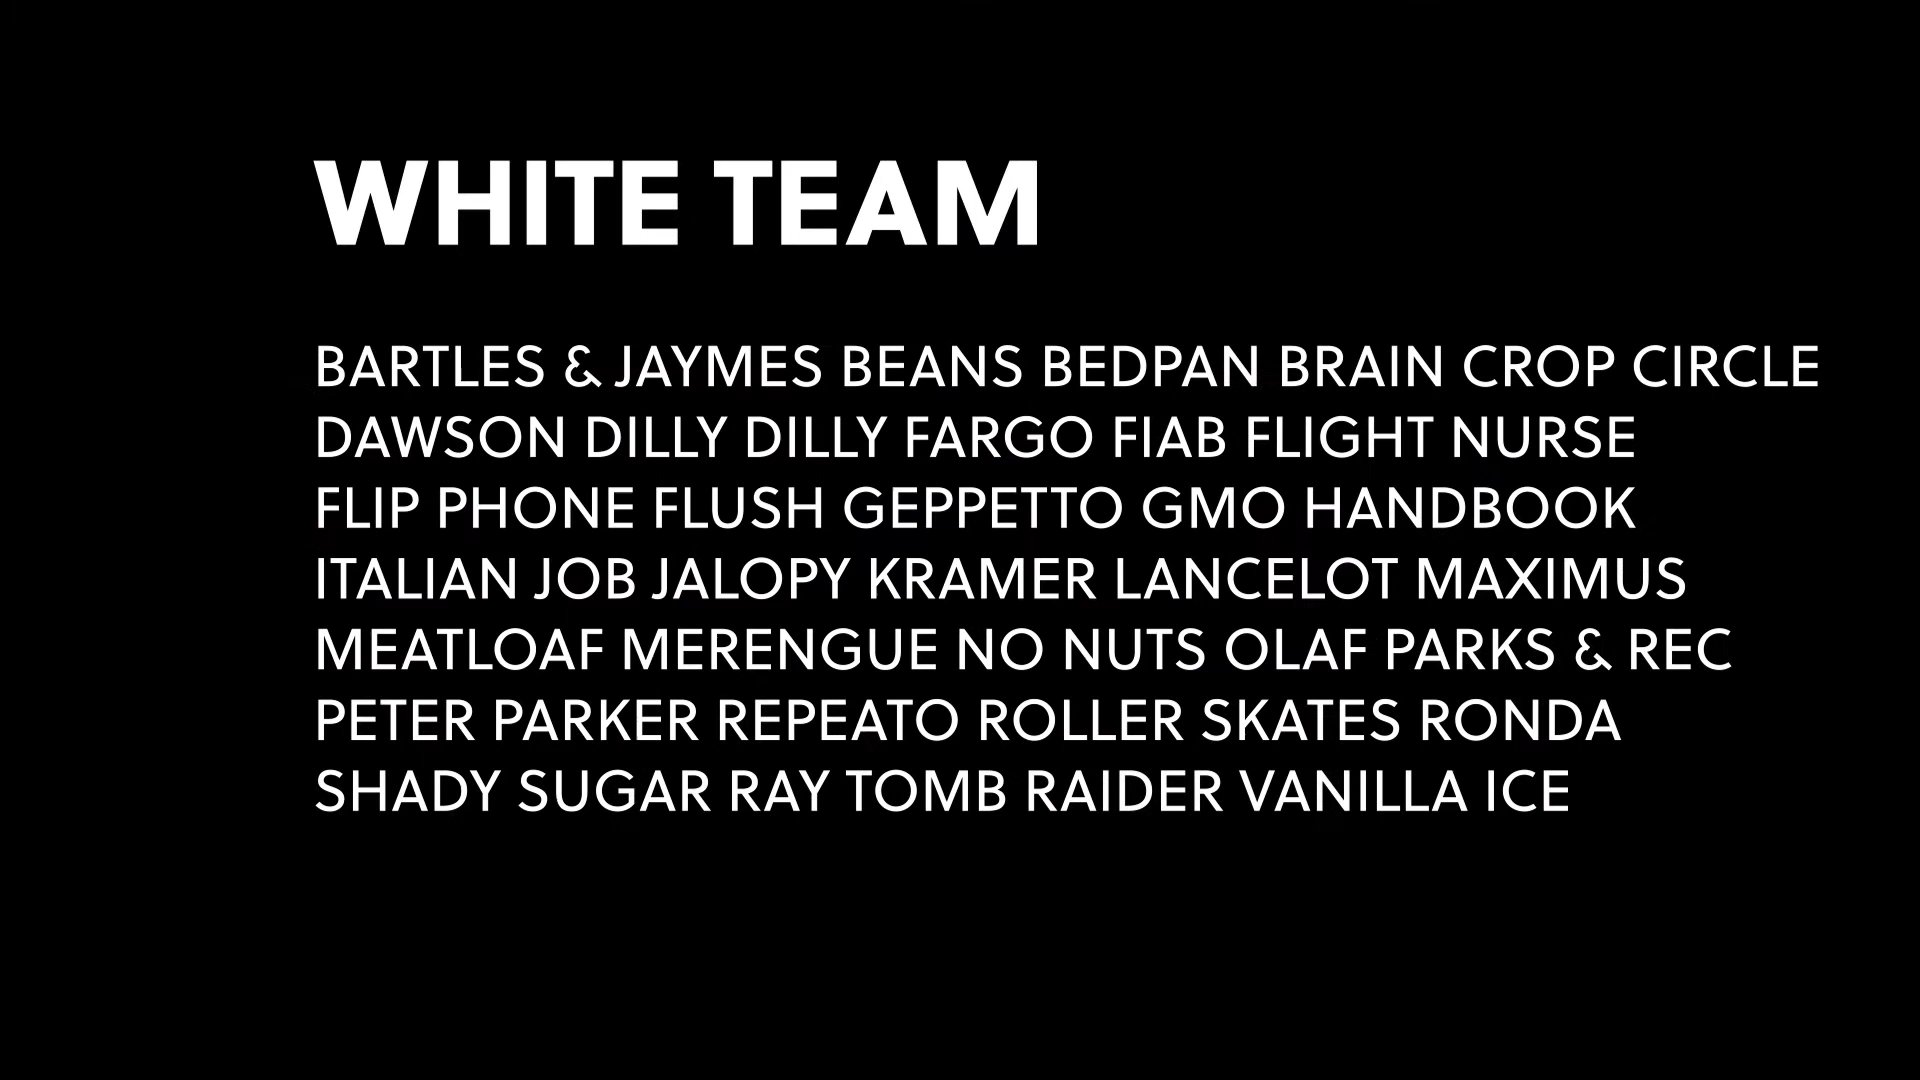 WHITE TEAM
BARTLES & JAYMES BEANS BEDPAN BRAIN CROP CIRCLE
DAWSON DILLY DILLY FARGO FIAB FLIGHT NURSE
FLIP PHONE FLUSH GEPPETTO GMO HANDBOOK
ITALIAN JOB JALOPY KRAMER LANCELOT MAXIMUS
MEATLOAF MERENGUE NO NUTS OLAF PARKS & REC
PETER PARKER REPEATO ROLLER SKATES RONDA
SHADY SUGAR RAY TOMB RAIDER VANILLA ICE